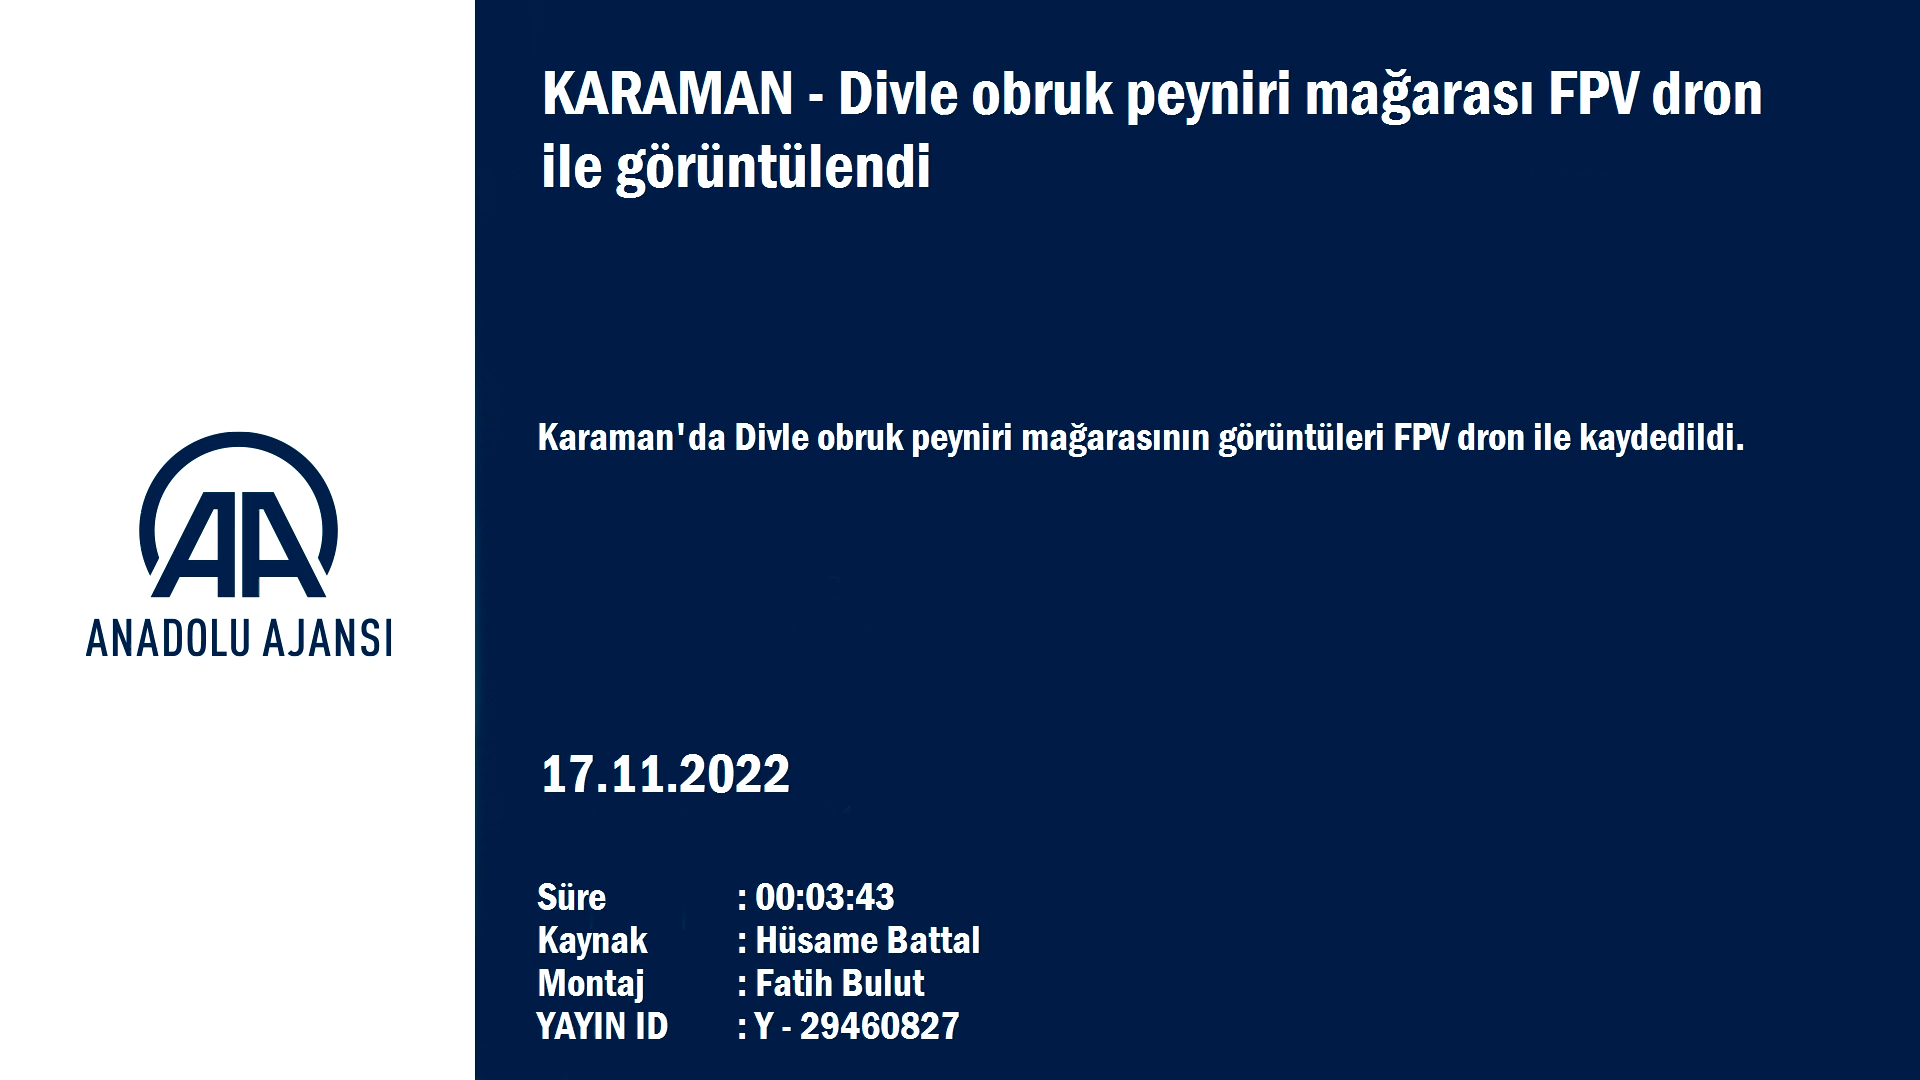 KARAMAN - Divle obruk peyniri mağarası FPV dron
ile görüntülendi
Karaman'da Divle obruk peyniri mağarasının görüntüleri FPV dron ile kaydedildi.
AA
ANADOLU AJANSI
17.11.2022
Süre : 00:03:43
Kaynak : Hüsame Battal
Montaj : Fatih Bulut
YAYIN ID : Y - 29460827